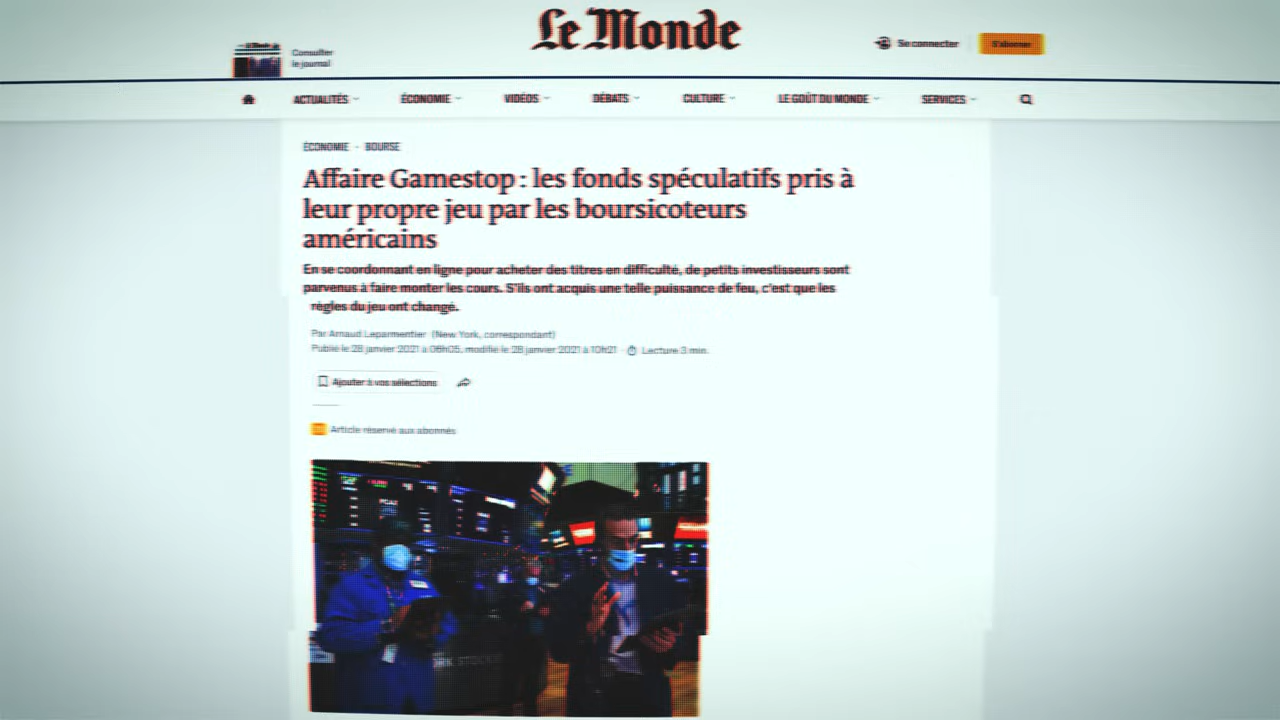 Le Monde
Consulter
le journal
Se connecter
S'abonner
ACTUALITÉS
ÉCONOMIE
VIDÉOS
DÉBATS
CULTURE
LE GOÛT DU MONDE
SERVICES
ÉCONOMIE · BOURSE
Affaire Gamestop : les fonds spéculatifs pris à
leur propre jeu par les boursicoteurs
américains
En se coordonnant en ligne pour acheter des titres en difficulté, de petits investisseurs sont
parvenus à faire monter les cours. S'ils ont acquis une telle puissance de feu, c'est que les
règles du jeu ont changé.
Par Arnaud Leparmentier (New York, correspondant)
Publié le 28 janvier 2021 à 06h05, modifié le 28 janvier 2021 à 10h21 · Lecture 3 min.
Ajouter à vos sélections
Article réservé aux abonnés